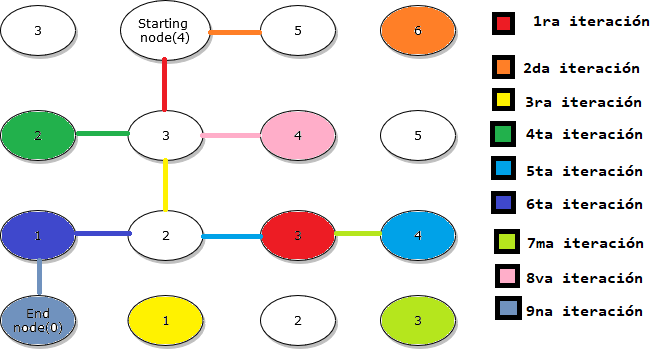 3
Starting
node(4)
5
6
2
3
4
5
1
2
3
4
End
node(0)
1
2
3
1ra iteración
2da iteración
3ra iteración
4ta iteración
5ta iteración
6ta iteración
7ma iteración
8va iteración
9na iteración